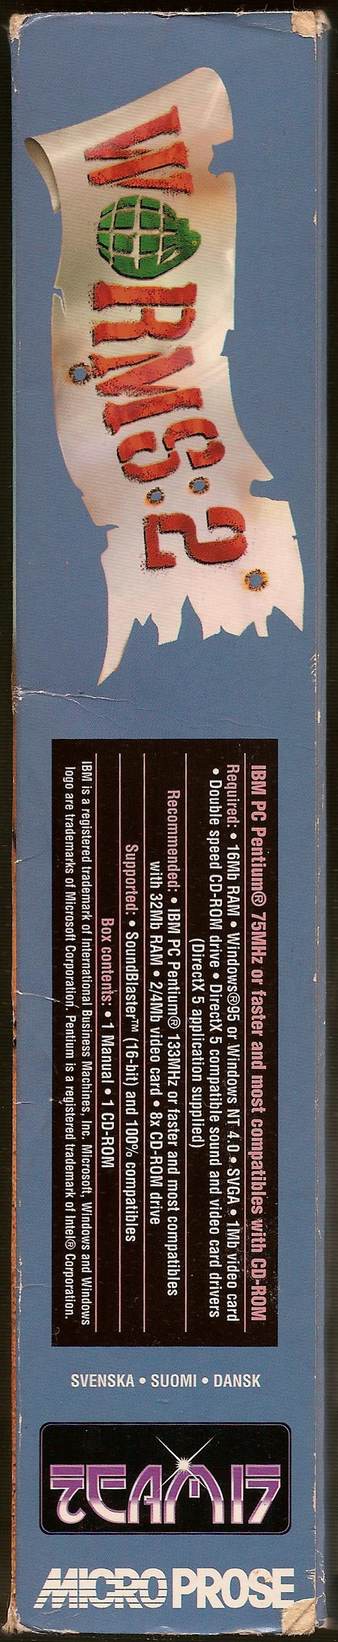 WORMS:2
IBM PC Pentium® 75MHz or faster and most compatibles with CD-ROM
Required: • 16Mb RAM • Windows®95 or Windows NT 4.0 • SVGA • 1Mb video card
• Double speed CD-ROM drive • DirectX 5 compatible sound and video card drivers
(DirectX 5 application supplied)
Recommended: • IBM PC Pentium® 133MHz or faster and most compatibles
with 32Mb RAM • 2/4Mb video card • 8x CD-ROM drive
Supported: • SoundBlaster™ (16-bit) and 100% compatibles
Box contents: • 1 Manual • 1 CD-ROM
IBM is a registered trademark of International Business Machines, Inc. Microsoft, Windows and Windows
logo are trademarks of Microsoft Corporation. Pentium is a registered trademark of Intel® Corporation.
SVENSKA • SUOMI • DANSK
TEAM17
MICRO PROSE